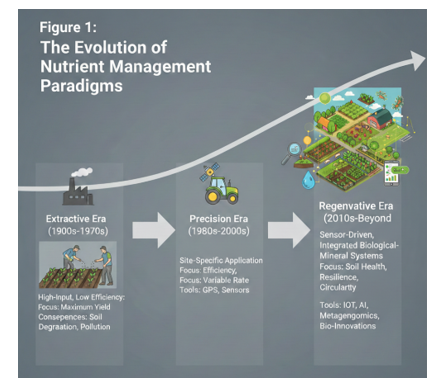 Figure 1:
The Evolution of
Nutrient Management
Paradigms
Extractive Era
(1900s-1970s)
High-Input, Low Efficiency:
Focus: Maximum Yield
Consepences: Soil
Degraation, Pollution
Precision Era
(1980s-2000s)
Site-Specific Application
Focus: Efficiency,
Focus: Variable Rate
Tools: GPS, Sensors
Regenvative Era
(2010s-Beyond
Sensor-Driven,
Integrated Biological-
Mineral Systems
Focus: Soil Health,
Resilience,
Circularty
Tools: IOT, AI,
Metagengomics,
Bio-Innovations